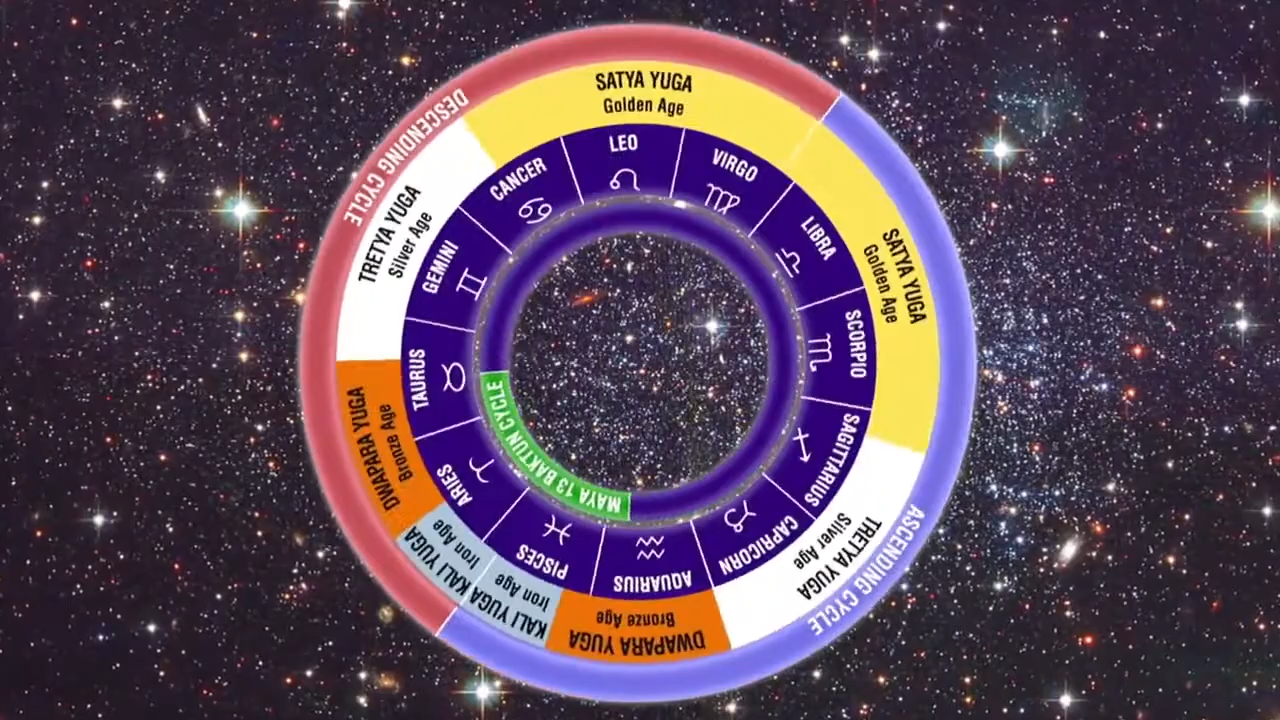 DESCENDING CYCLE
SATYA YUGA
Golden Age
SATYA YUGA
Golden Age
TRETYA YUGA
Silver Age
ASCENDING CYCLE
DWAPARA YUGA
Bronze Age
KALI YUGA
Iron Age
KALI YUGA
Iron Age
DWAPARA YUGA
Bronze Age
TRETYA YUGA
Silver Age
LEO
VIRGO
LIBRA
SCORPIO
SAGITTARIUS
CAPRICORN
AQUARIUS
PISCES
ARIES
TAURUS
GEMINI
CANCER
MAYA 13 BAKTUN CYCLE